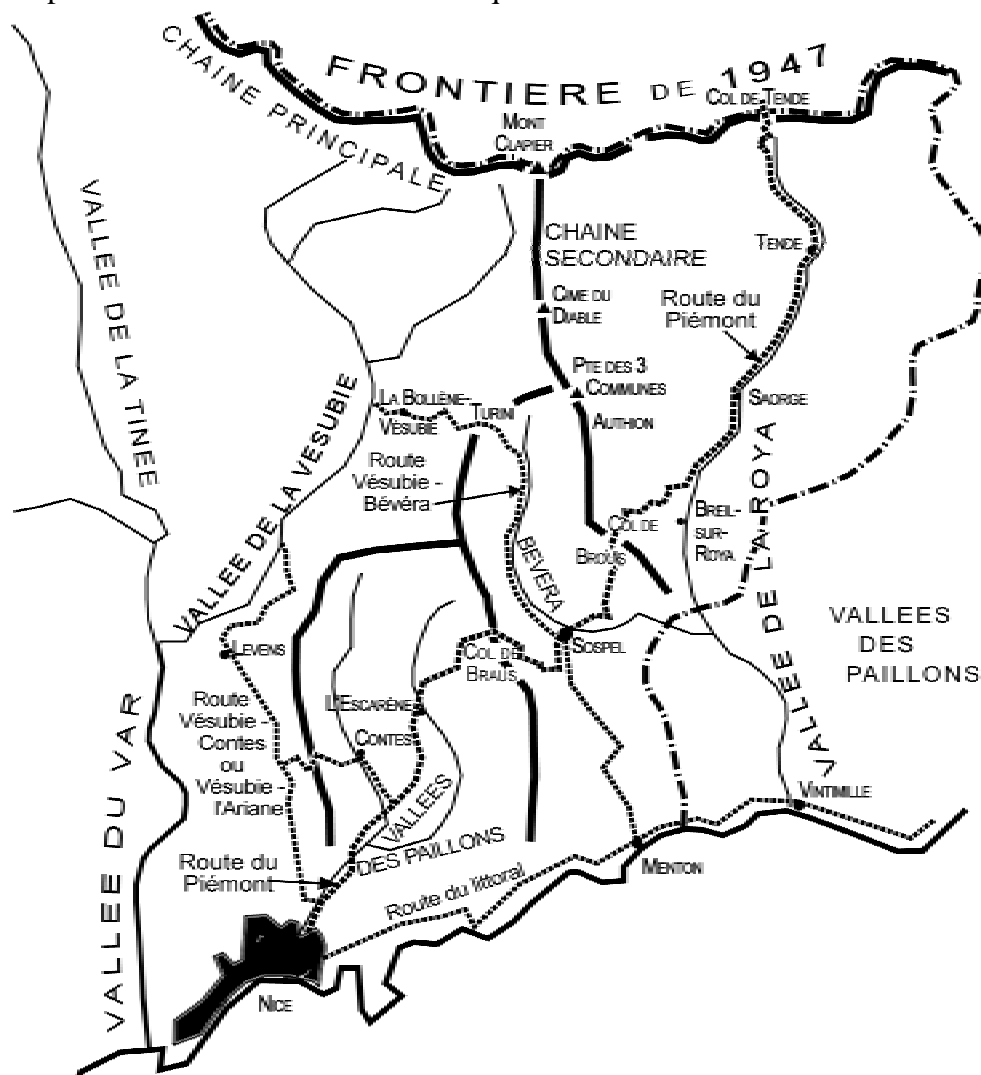 FRONTIERE DE 1947
CHAINE PRINCIPALE
COL DE TENDE
MONT
CLAPIER
VALLEE DE LA TINEE
CHAINE
SECONDAIRE
TENDE
CIME DU
DIABLE
Route du
Piémont
PTE DES 3
COMMUNES
LA BOLLÈNE-
VÉSUBIE
TURINI
AUTHION
SAORGE
VALLEE DE LA VESUBIE
Route
Vésubie -
Bévéra
COL DE
BROUIS
BREIL-
SUR-
ROYA
VALLEE DE LA ROYA
BEVERA
LEVENS
COL DE
BRAUS
SOSPEL
VALLEES
DES
PAILLONS
Route
Vésubie -
Contes
ou
Vésubie -
l'Ariane
L'ESCARÈNE
CONTES
VALLEE DU VAR
VINTIMILLE
VALLEES
DES PAILLONS
Route du
Piémont
Route du littoral
MENTON
NICE